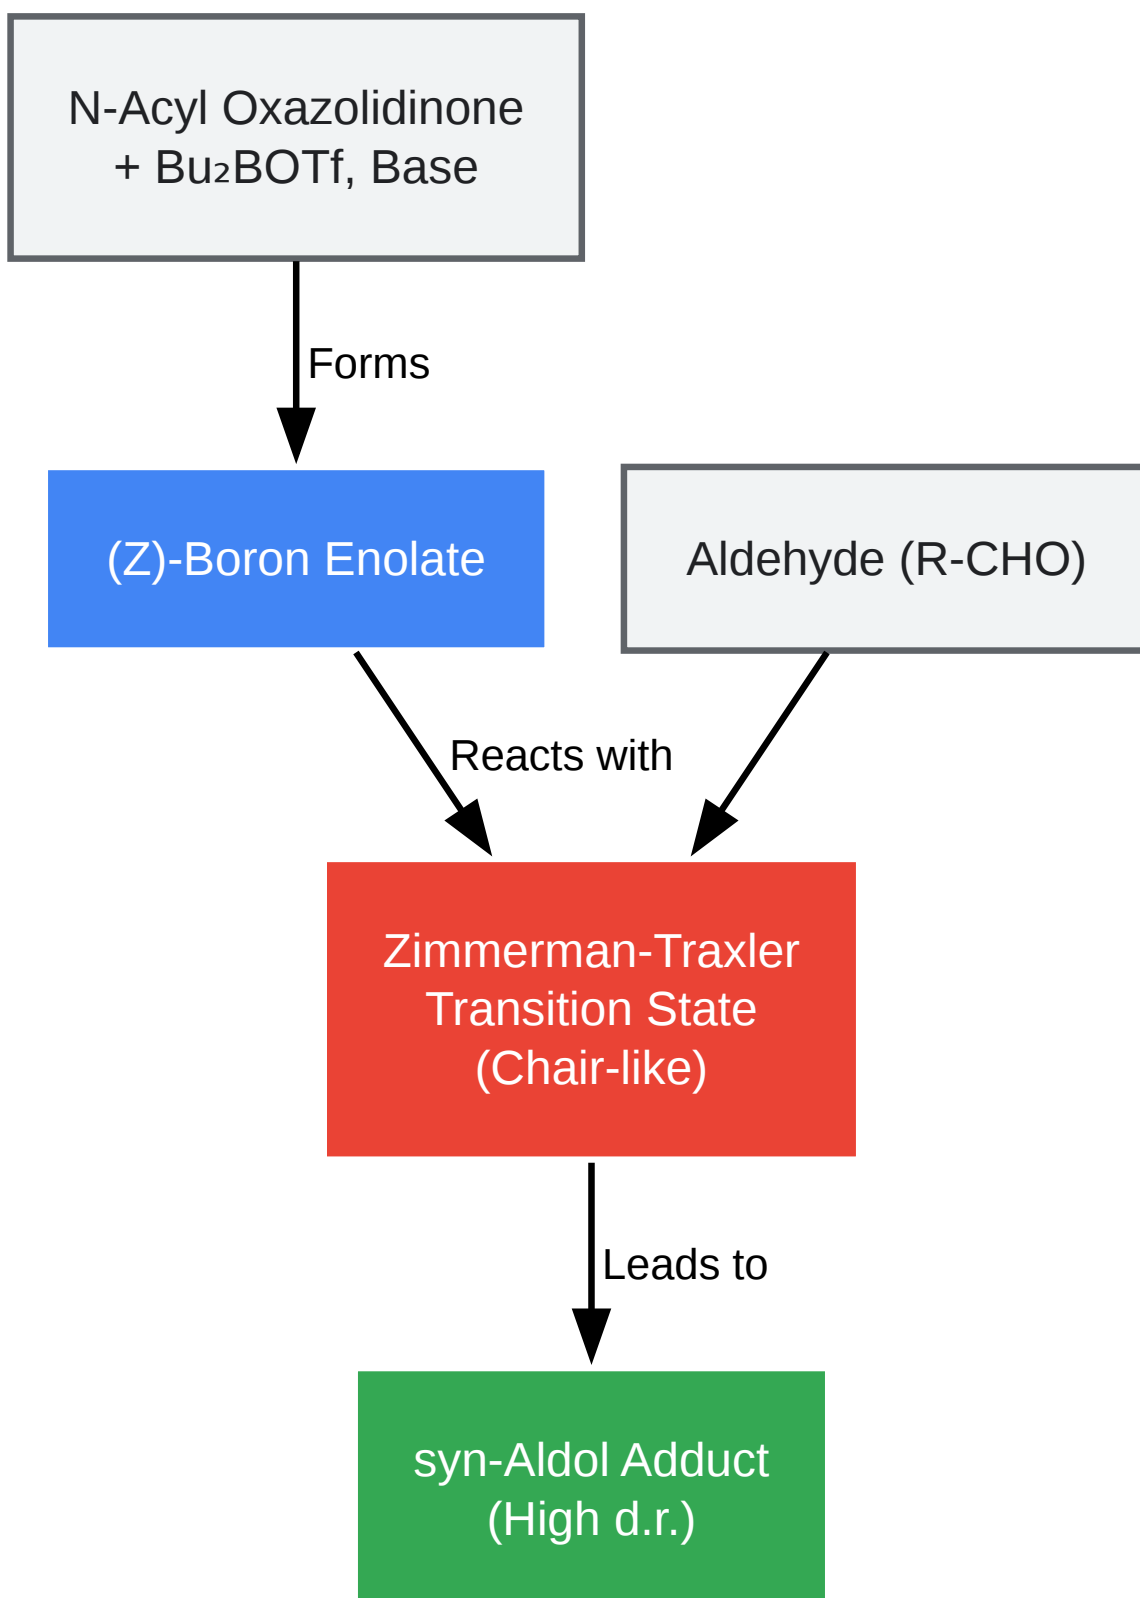 N-Acyl Oxazolidinone
+ Bu₂BOTf, Base
Forms
(Z)-Boron Enolate
Aldehyde (R-CHO)
Reacts with
Zimmerman-Traxler
Transition State
(Chair-like)
Leads to
syn-Aldol Adduct
(High d.r.)